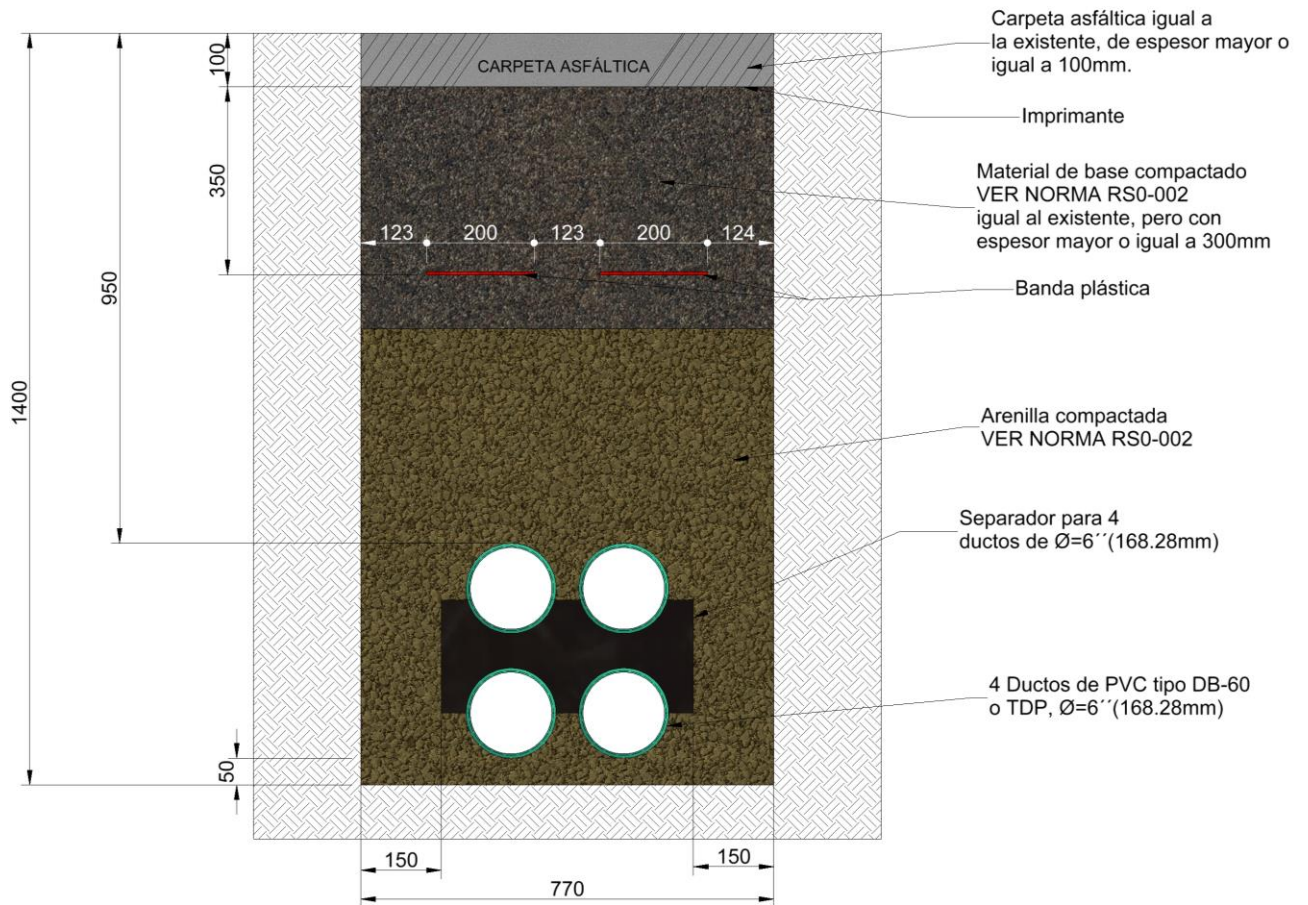 Carpeta asfáltica igual a
la existente, de espesor mayor o
igual a 100mm.
100
CARPETA ASFÁLTICA
Imprimante
350
Material de base compactado
VER NORMA RS0-002
igual al existente, pero con
espesor mayor o igual a 300mm
123
200
123
200
124
950
Banda plástica
1400
Arenilla compactada
VER NORMA RS0-002
Separador para 4
ductos de Ø=6´´(168.28mm)
4 Ductos de PVC tipo DB-60
o TDP, Ø=6´´(168.28mm)
50
150
150
770